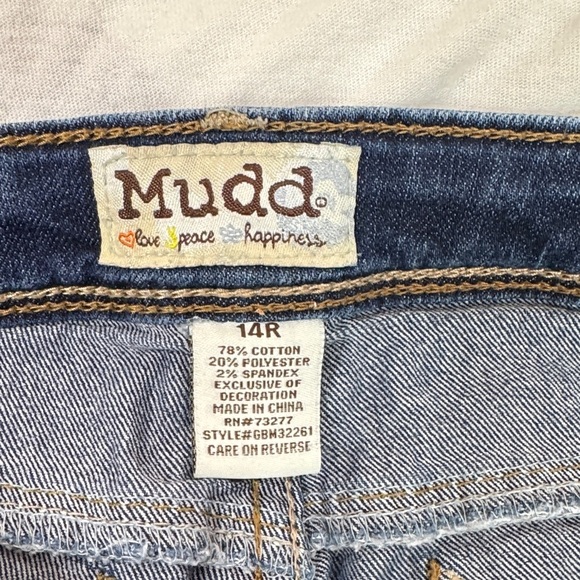 Mudd®
love peace happiness
14R
78% COTTON
20% POLYESTER
2% SPANDEX
EXCLUSIVE OF
DECORATION
MADE IN CHINA
RN#73277
STYLE#GBM32261
CARE ON REVERSE